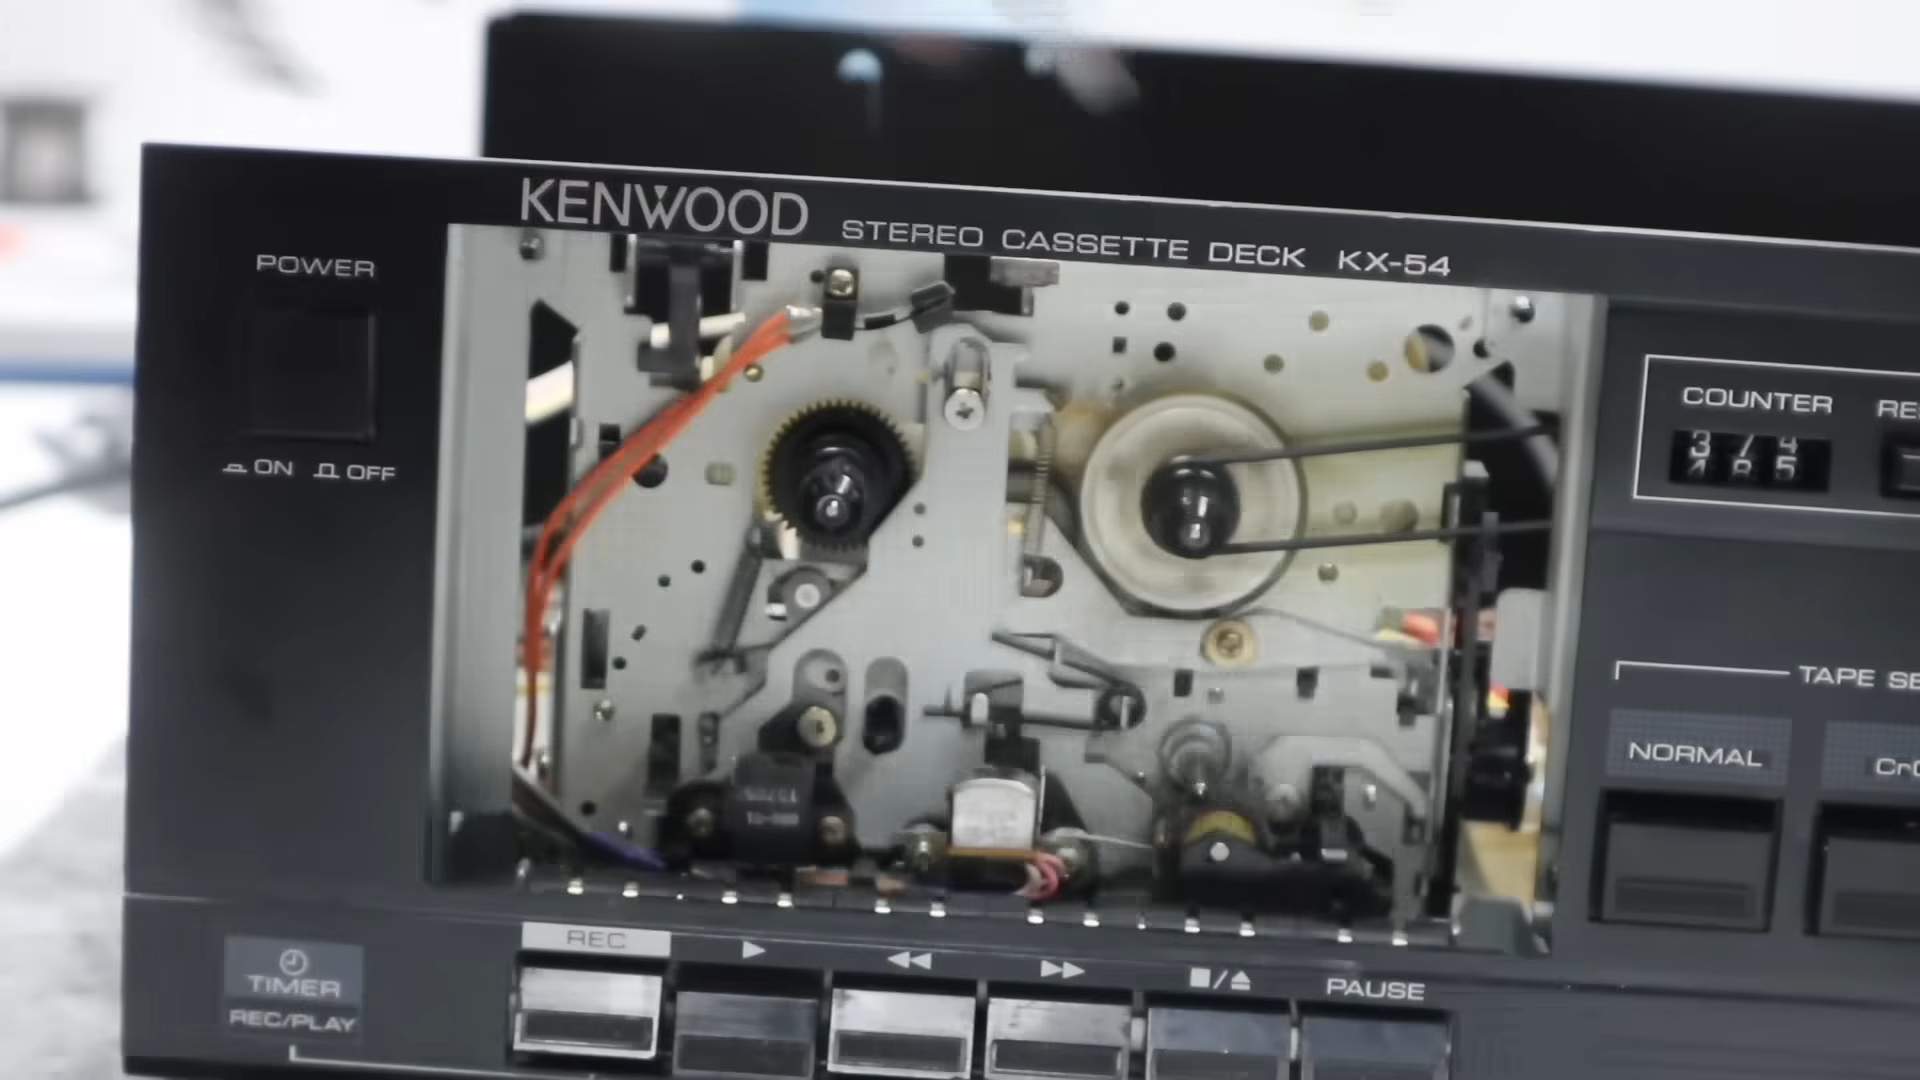 KENWOOD
STEREO CASSETTE DECK KX-54
POWER
ON OFF
COUNTER
TAPE
NORMAL
REC
PAUSE
TIMER
REC/PLAY